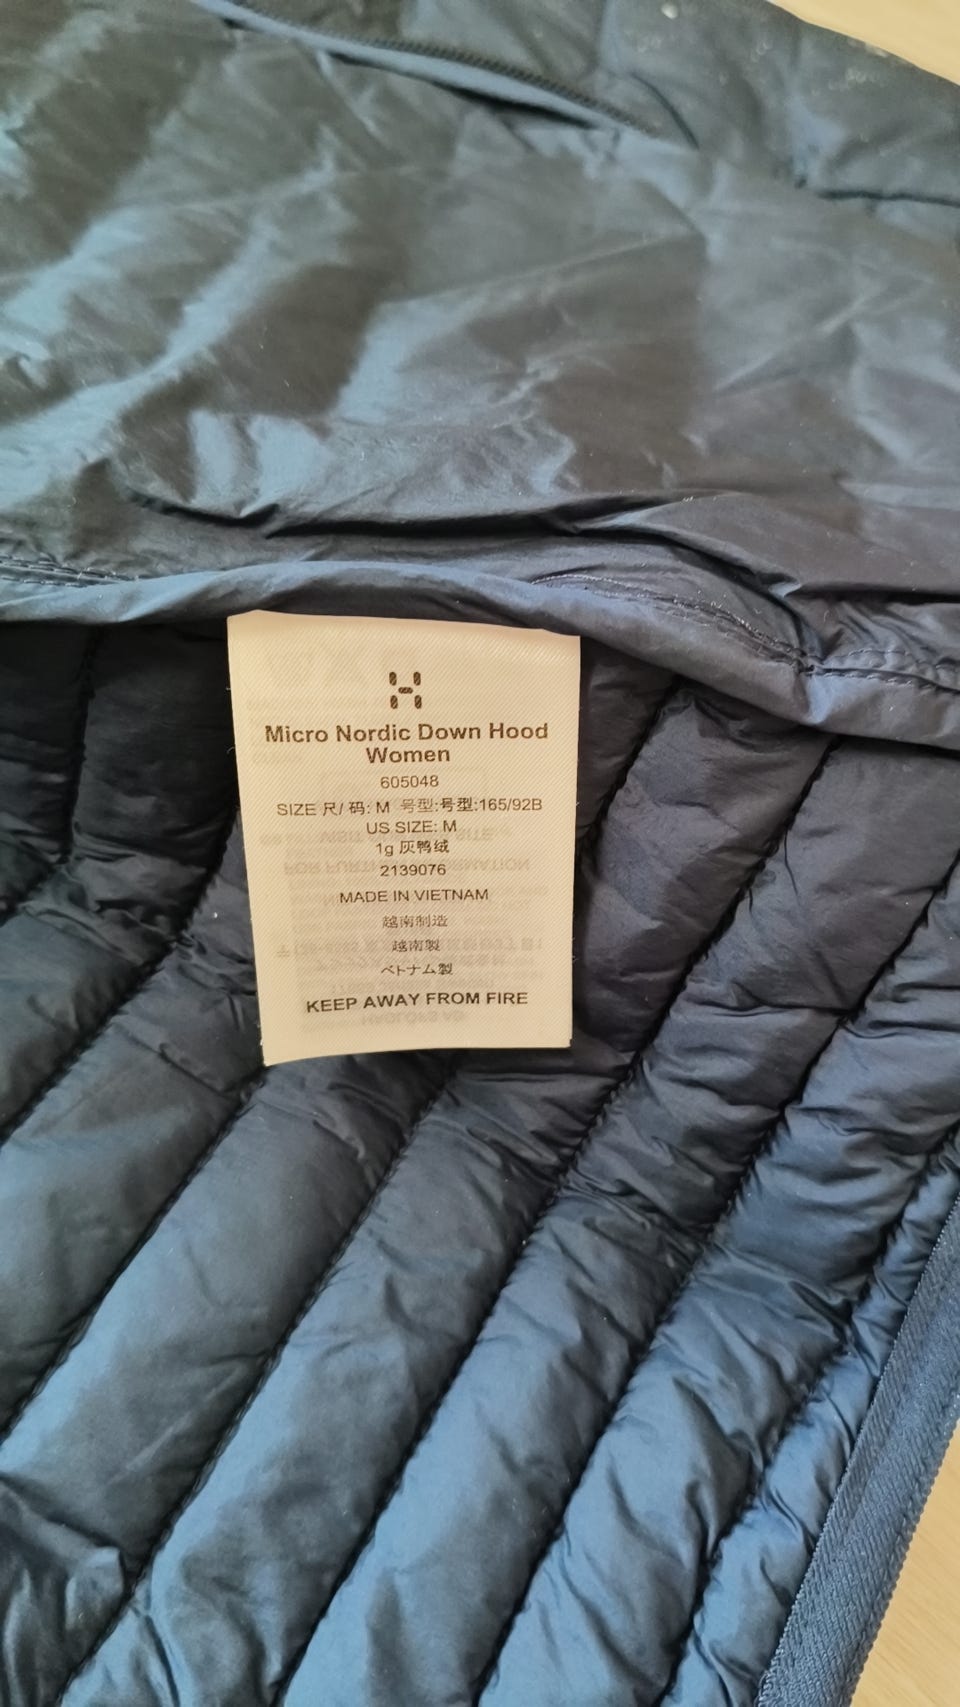 Micro Nordic Down Hood
Women
605048
SIZE 尺/ 码: M 号型:号型:165/92B
US SIZE: M
1g 灰鸭绒
2139076
MADE IN VIETNAM
越南制造
越南製
ベトナム製
KEEP AWAY FROM FIRE